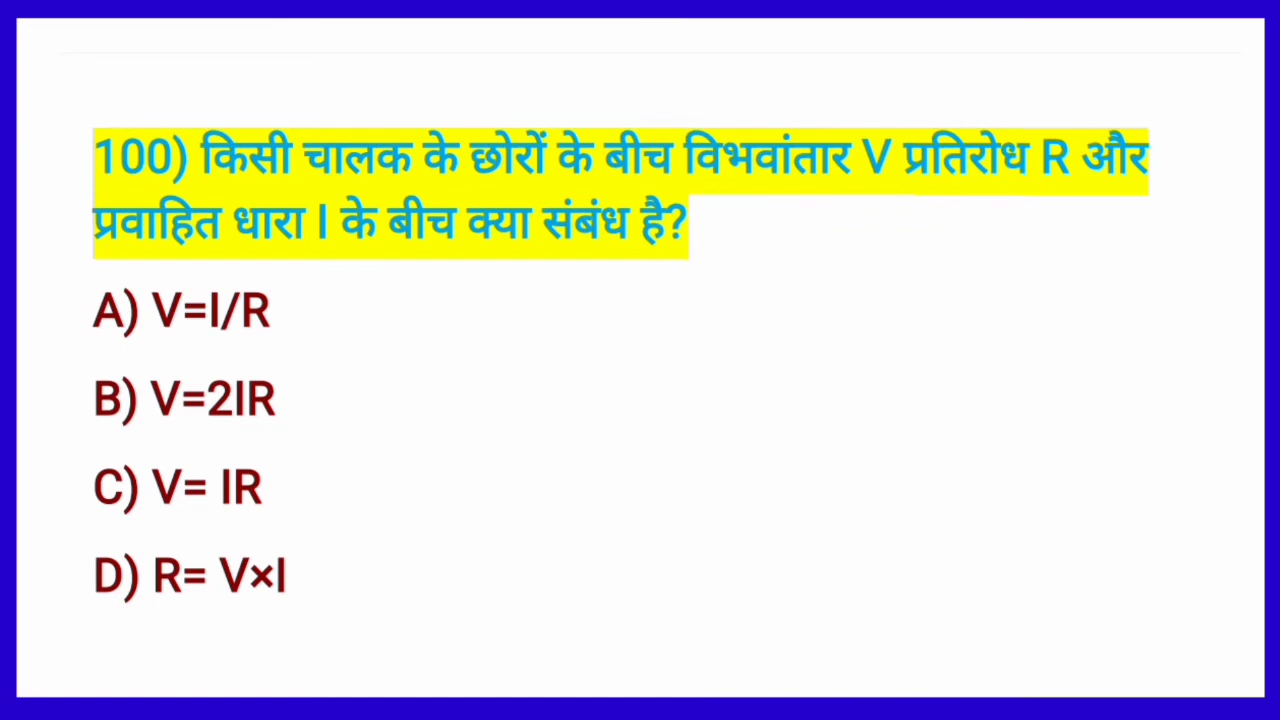 100) किसी चालक के छोरों के बीच विभवांतार V प्रतिरोध R और
प्रवाहित धारा I के बीच क्या संबंध है?
A) V=I/R
B) V=2IR
C) V= IR
D) R= V×I